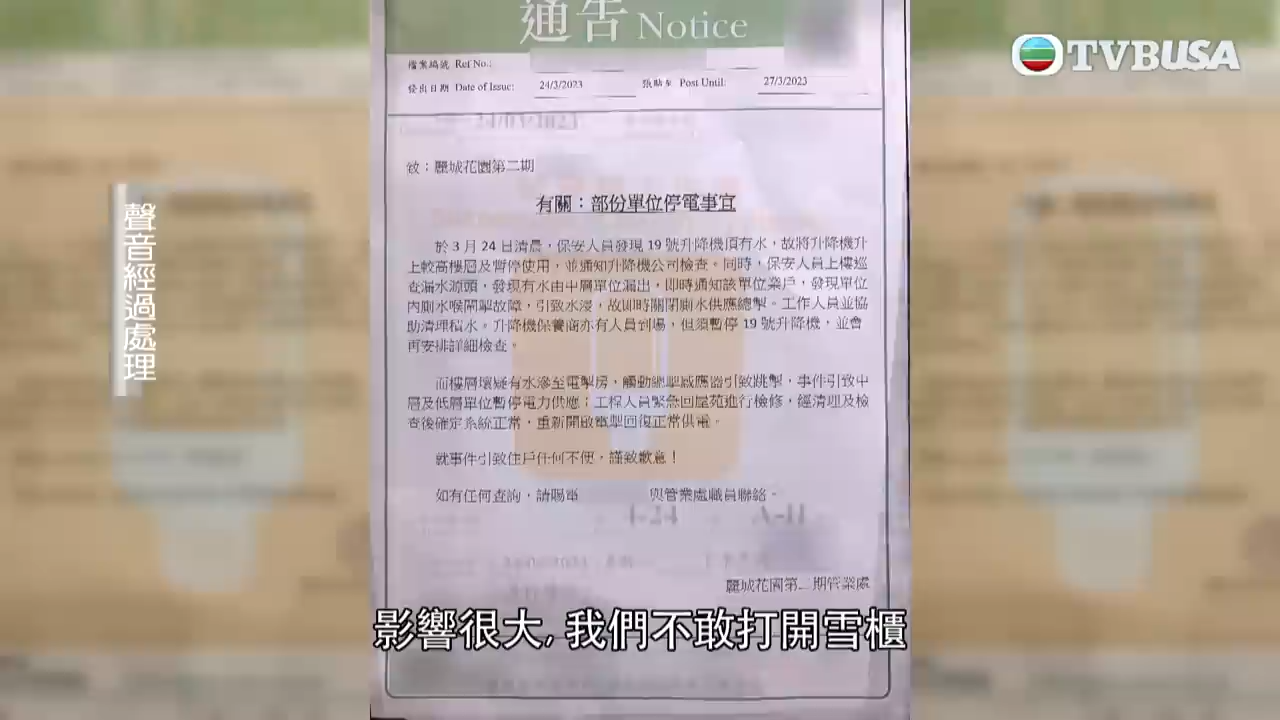 通告 Notice
TVBUSA
檔案編號 Ref No.:
發出日期 Date of Issue: 24/3/2023 張貼至 Post Until: 27/3/2023
致：麗城花園第二期
有關：部份單位停電事宜
於 3 月 24 日清晨，保安人員發現 19 號升降機頂有水，故將升降機升
上較高樓層及暫停使用，並通知升降機公司檢查。同時，保安人員上樓巡
查漏水源頭，發現有水由中層單位漏出，即時通知該單位業戶，發現單位
內廁水喉閘掣故障，引致水浸，故即時關閉廁水供應總掣。工作人員並協
助清理積水。升降機保養商亦有人員到場，但須暫停 19 號升降機，並會
再安排詳細檢查。
而樓層懷疑有水滲至電掣房，觸動總掣感應器引致跳掣，事件引致中
層及低層單位暫停電力供應；工程人員緊急回屋苑進行檢修，經清理及檢
查後確定系統正常，重新開啟電掣回復正常供電。
就事件引致住戶任何不便，謹致歉意！
如有任何查詢，請賜電 與管業處職員聯絡。
麗城花園第二期管業處
聲音經過處理
影響很大, 我們不敢打開雪櫃